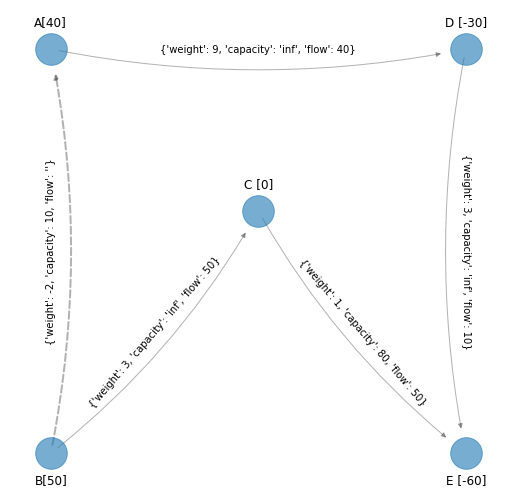 A[40]
D [-30]
{'weight': 9, 'capacity': 'inf', 'flow': 40}
C [0]
{'weight': -2, 'capacity': 10, 'flow': ''}
{'weight': 3, 'capacity': 'inf', 'flow': 10}
{'weight': 3, 'capacity': 'inf', 'flow': 50}
{'weight': 1, 'capacity': 80, 'flow': 50}
B[50]
E [-60]